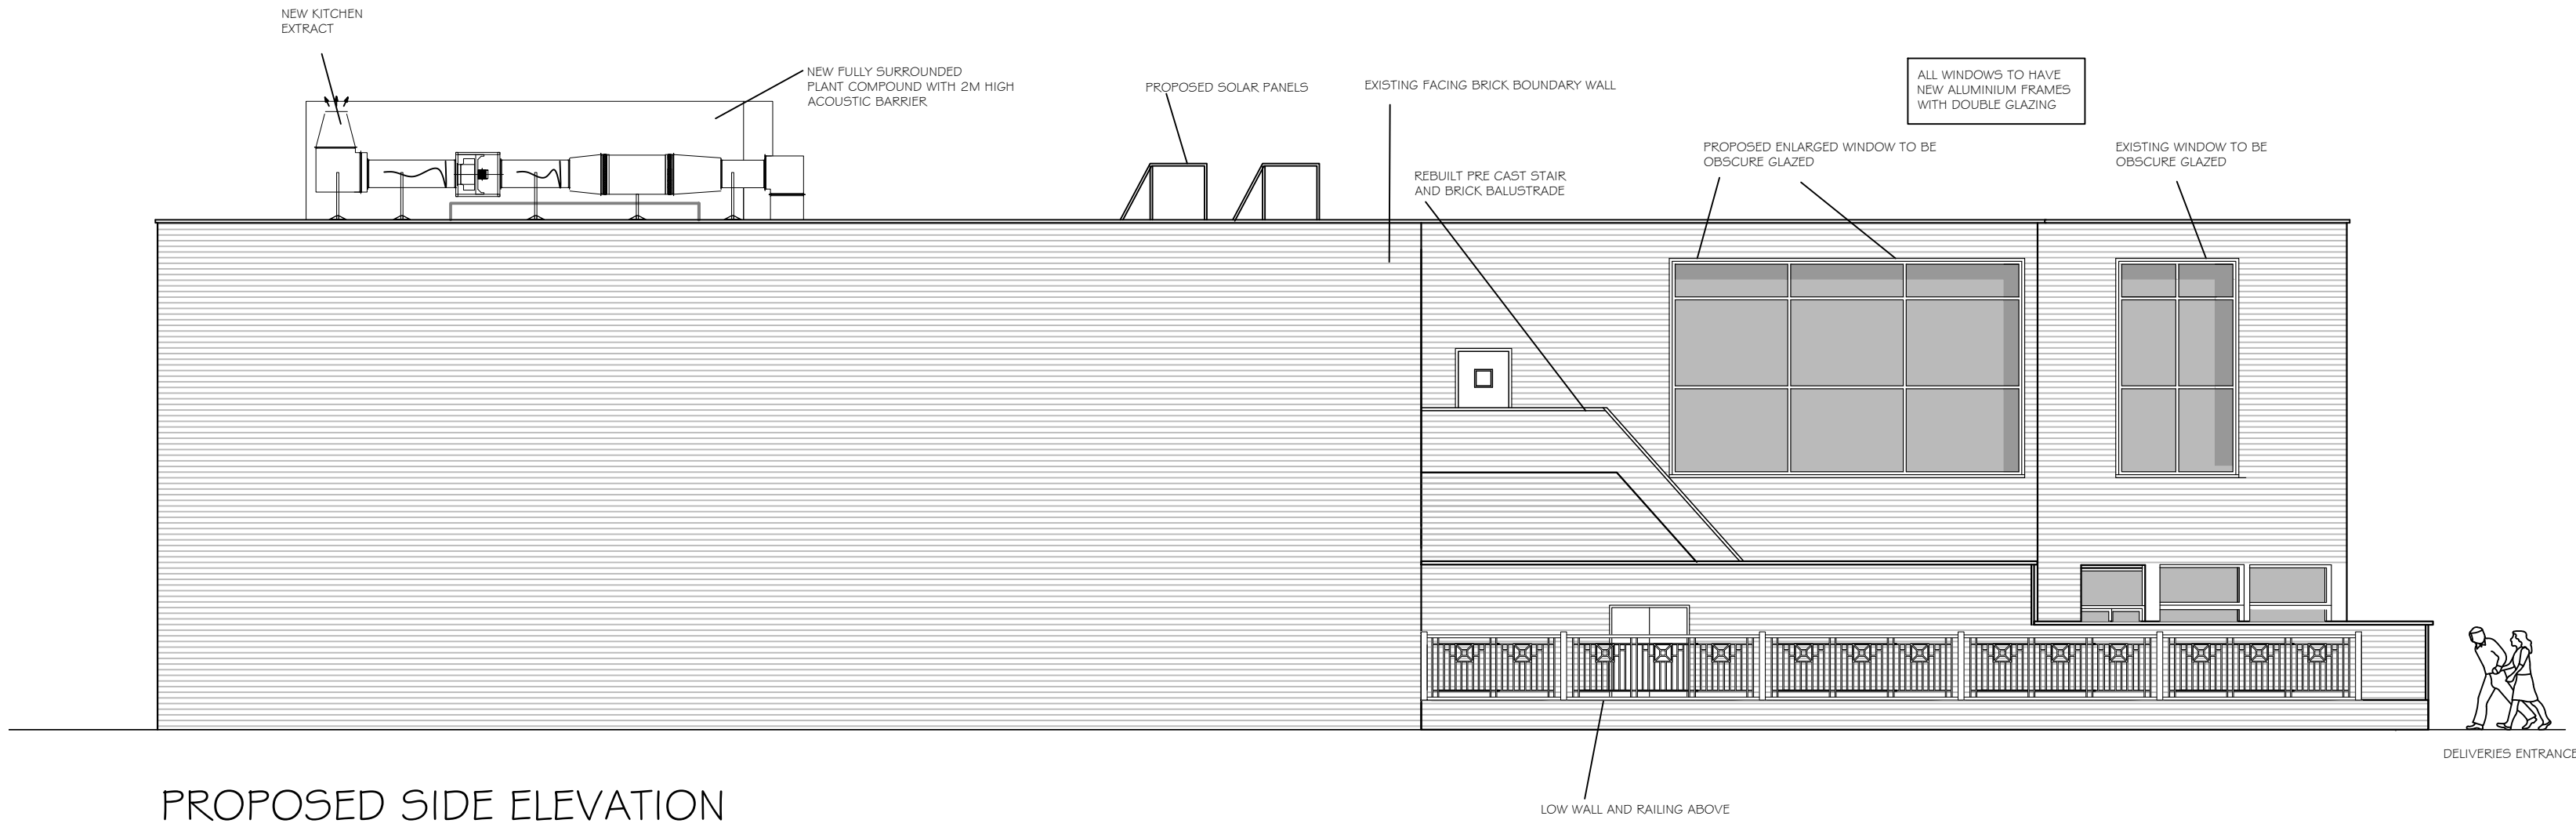 NEW KITCHEN
EXTRACT
NEW FULLY SURROUNDED
PLANT COMPOUND WITH 2M HIGH
ACOUSTIC BARRIER
PROPOSED SOLAR PANELS
EXISTING FACING BRICK BOUNDARY WALL
ALL WINDOWS TO HAVE
NEW ALUMINIUM FRAMES
WITH DOUBLE GLAZING
PROPOSED ENLARGED WINDOW TO BE
OBSCURE GLAZED
EXISTING WINDOW TO BE
OBSCURE GLAZED
REBUILT PRE CAST STAIR
AND BRICK BALUSTRADE
DELIVERIES ENTRANCE
LOW WALL AND RAILING ABOVE
PROPOSED SIDE ELEVATION